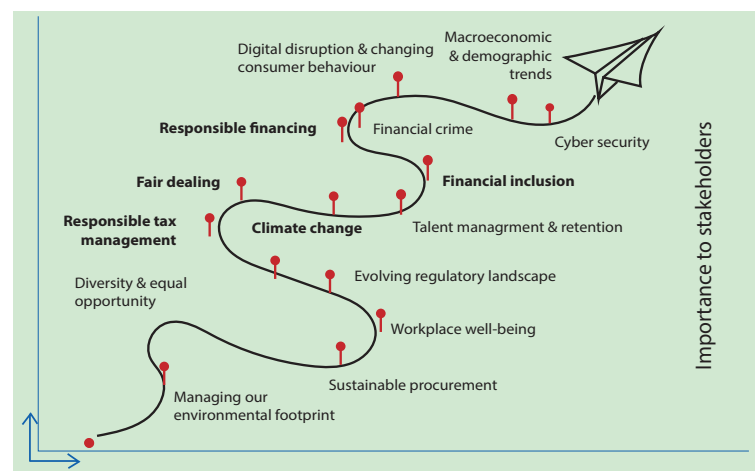 Macroeconomic
& demographic
trends
Digital disruption & changing
consumer behaviour
Responsible financing
Financial crime
Cyber security
Fair dealing
Financial inclusion
Responsible tax
management
Climate change
Talent managrment & retention
Diversity & equal
opportunity
Evolving regulatory landscape
Workplace well-being
Sustainable procurement
Managing our
environmental footprint
Importance to stakeholders